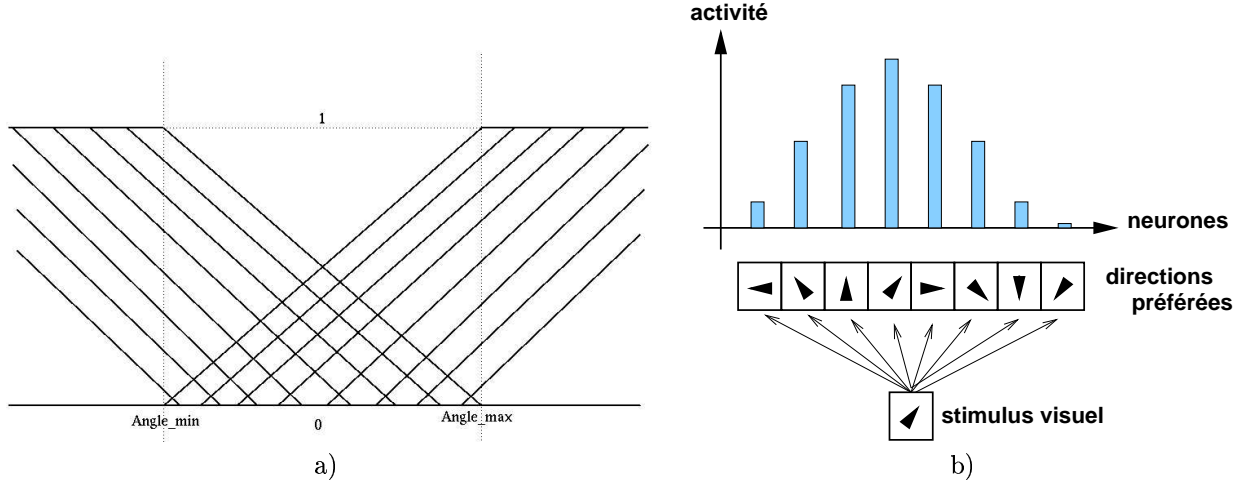 1
Angle_min
0
Angle_max
a)
activité
neurones
directions
préférées
stimulus visuel
b)